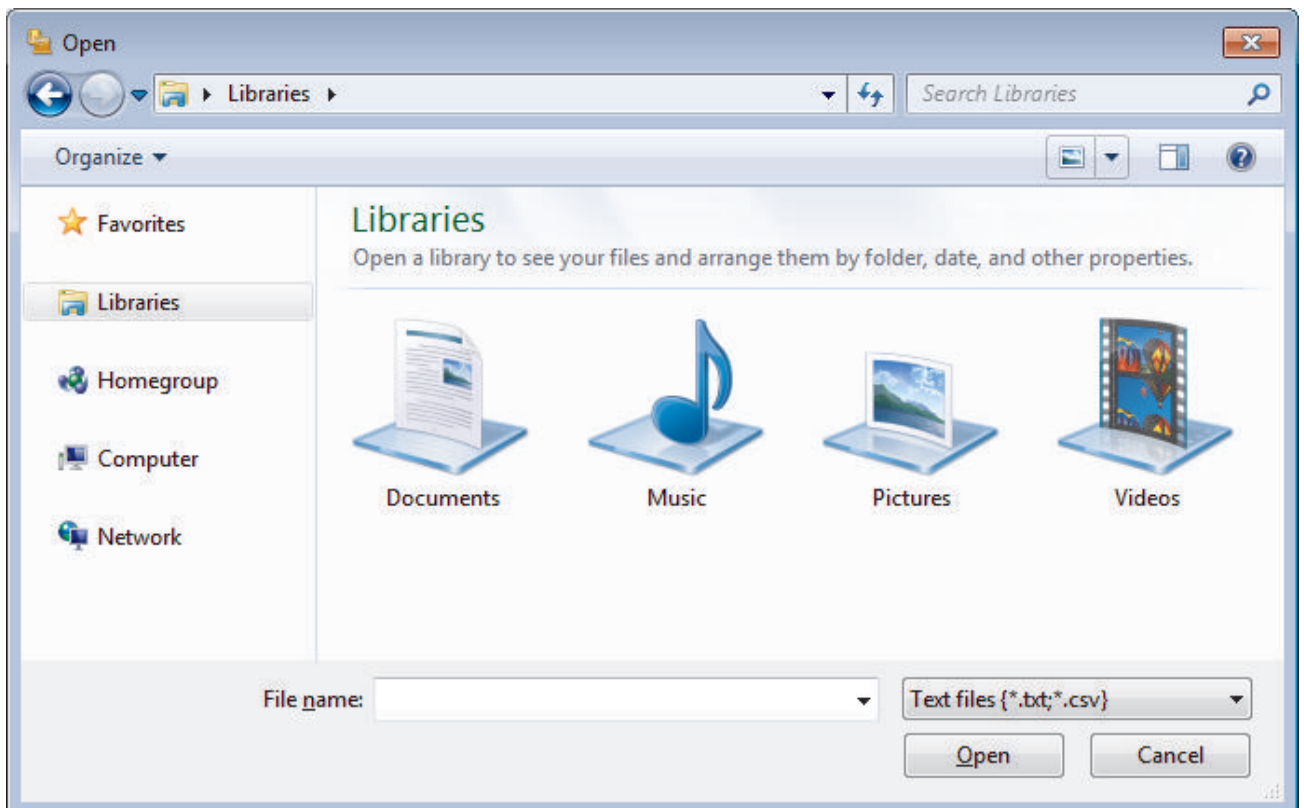 Open
Libraries
Search Libraries
Organize
Favorites
Libraries
Homegroup
Computer
Network
Libraries
Open a library to see your files and arrange them by folder, date, and other properties.
Documents Music Pictures Videos
File name: Text files {*.txt;*.csv}
Open Cancel